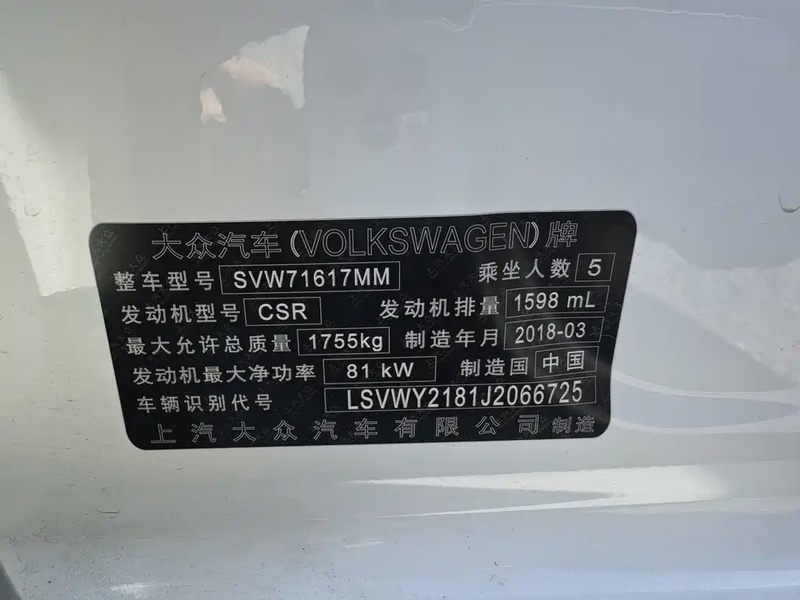 大众汽车(VOLKSWAGEN)牌
整车型号 SVW71617MM 乘坐人数 5
发动机型号 CSR 发动机排量 1598 mL
最大允许总质量 1755kg 制造年月 2018-03
发动机最大净功率 81 kW 制造国 中国
车辆识别代号 LSVWY2181J2066725
上汽大众汽车有限公司 制造